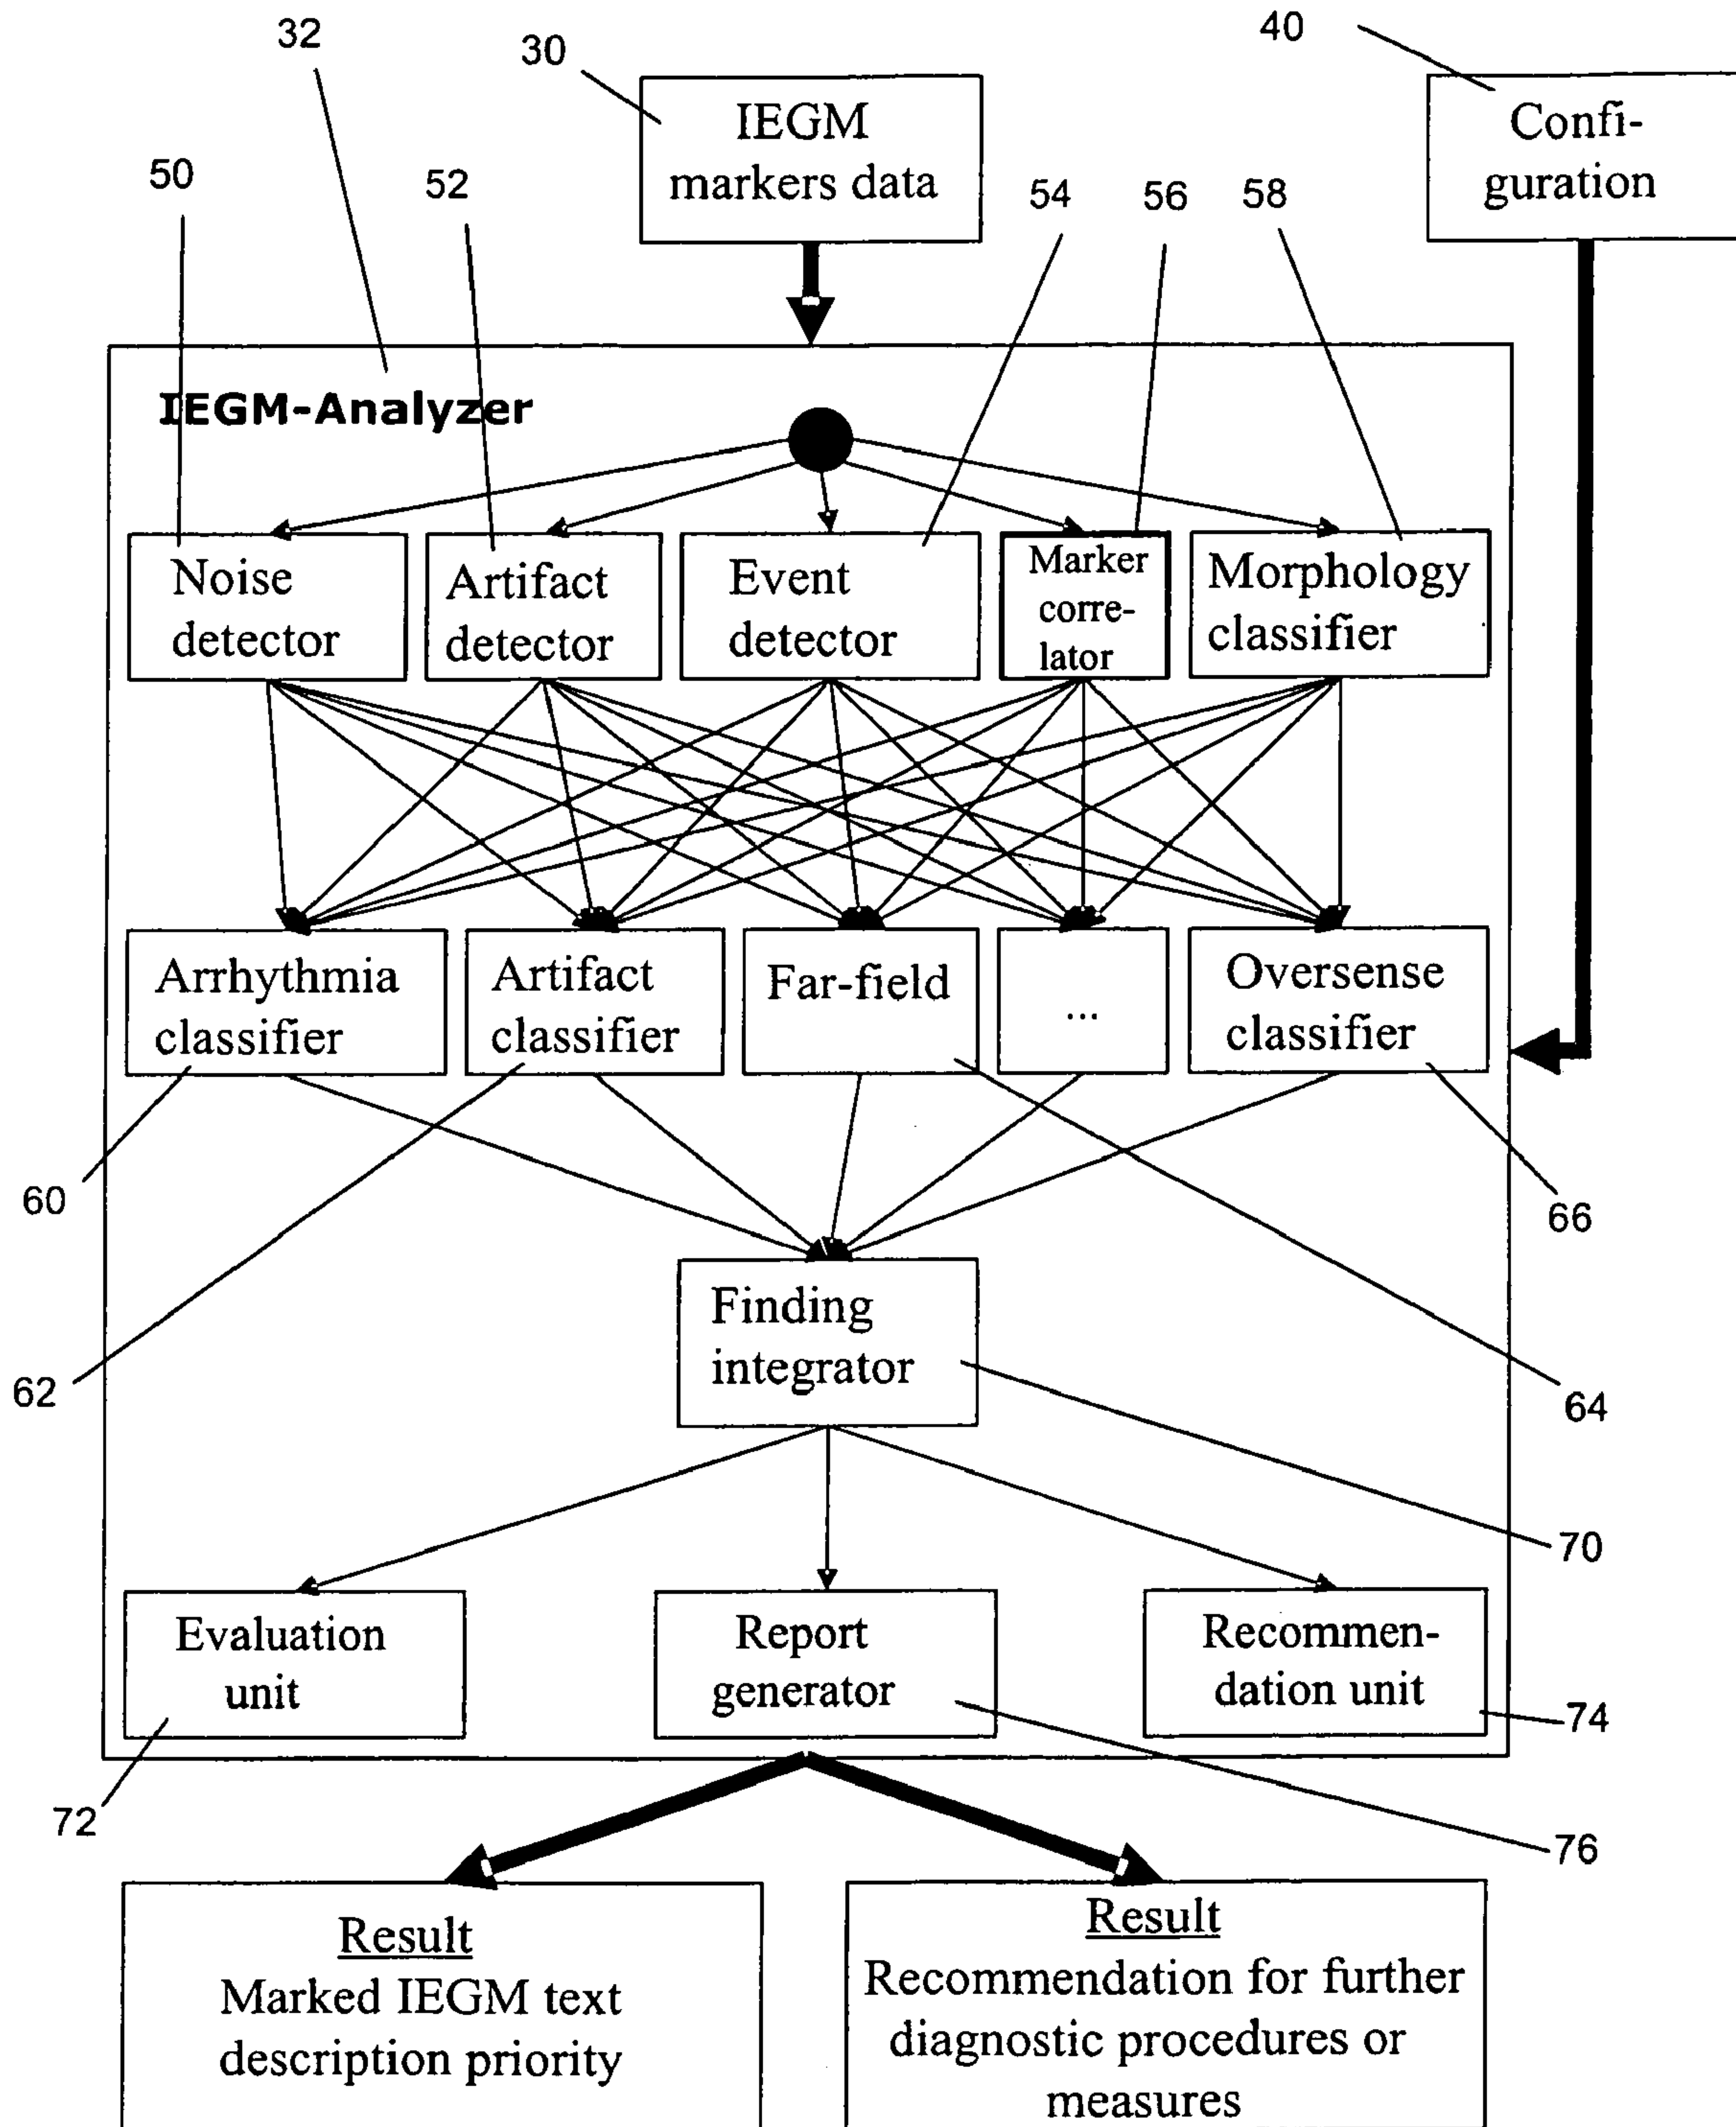 32
30
40
IEGM
markers data
Confi-
guration
50
52
54
56
58
IEGM-Analyzer
Noise
detector
Artifact
detector
Event
detector
Marker
corre-
lator
Morphology
classifier
Arrhythmia
classifier
Artifact
classifier
Far-field
...
Oversense
classifier
60
66
Finding
integrator
62
64
70
Evaluation
unit
Report
generator
Recommen-
dation unit
74
72
76
Result
Marked IEGM text
description priority
Result
Recommendation for further
diagnostic procedures or
measures